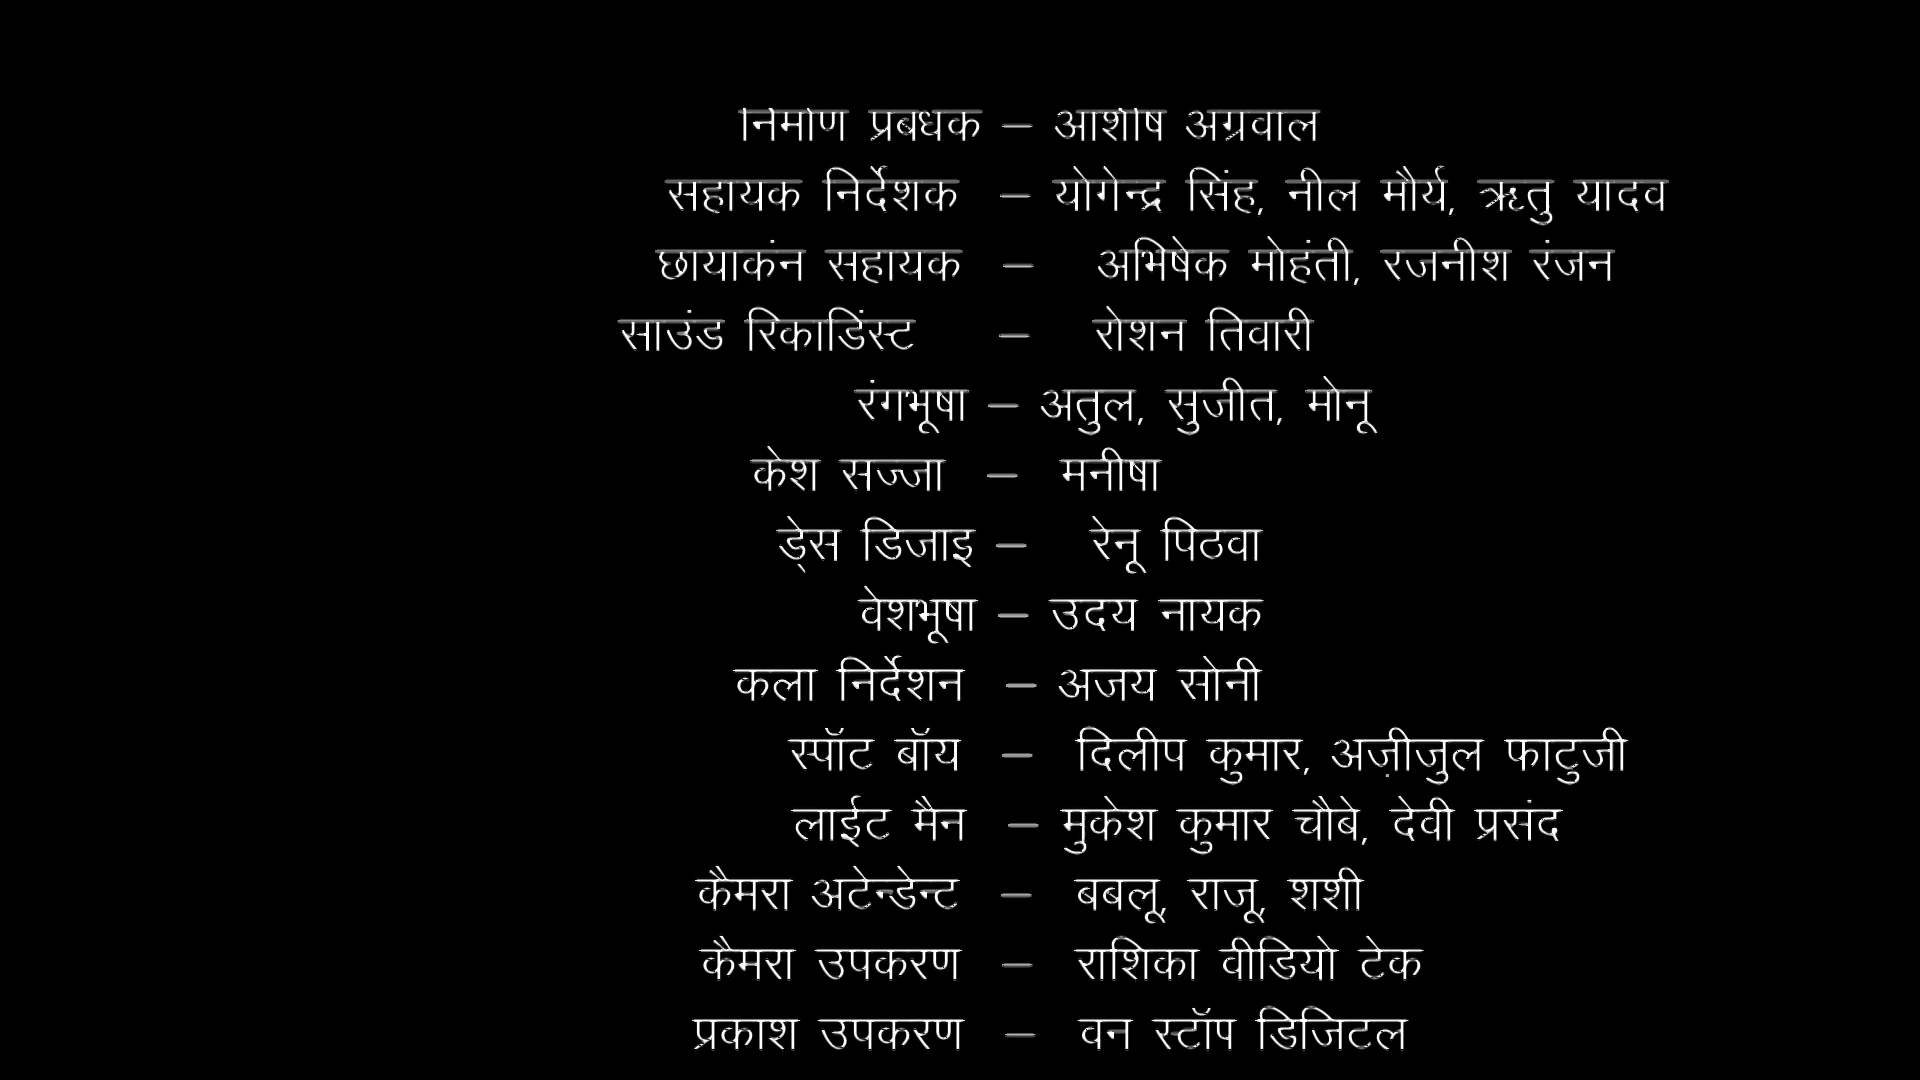 निर्माण प्रबंधक – आशीष अग्रवाल
सहायक निर्देशक – योगेन्द्र सिंह, नील मौर्य, ऋतु यादव
छायाकंन सहायक – अभिषेक मोहंती, रजनीश रंजन
साउंड रिकाडिंस्ट – रोशन तिवारी
रंगभूषा – अतुल, सुजीत, मोनू
केश सज्जा – मनीषा
ड्रेस डिजाइ – रेनू पिठवा
वेशभूषा – उदय नायक
कला निर्देशन – अजय सोनी
स्पॉट बॉय – दिलीप कुमार, अज़ीजुल फाटुजी
लाईट मैन – मुकेश कुमार चौबे, देवी प्रसंद
कैमरा अटेन्डेन्ट – बबलू, राजू, शशी
कैमरा उपकरण – राशिका वीडियो टेक
प्रकाश उपकरण – वन स्टॉप डिजिटल